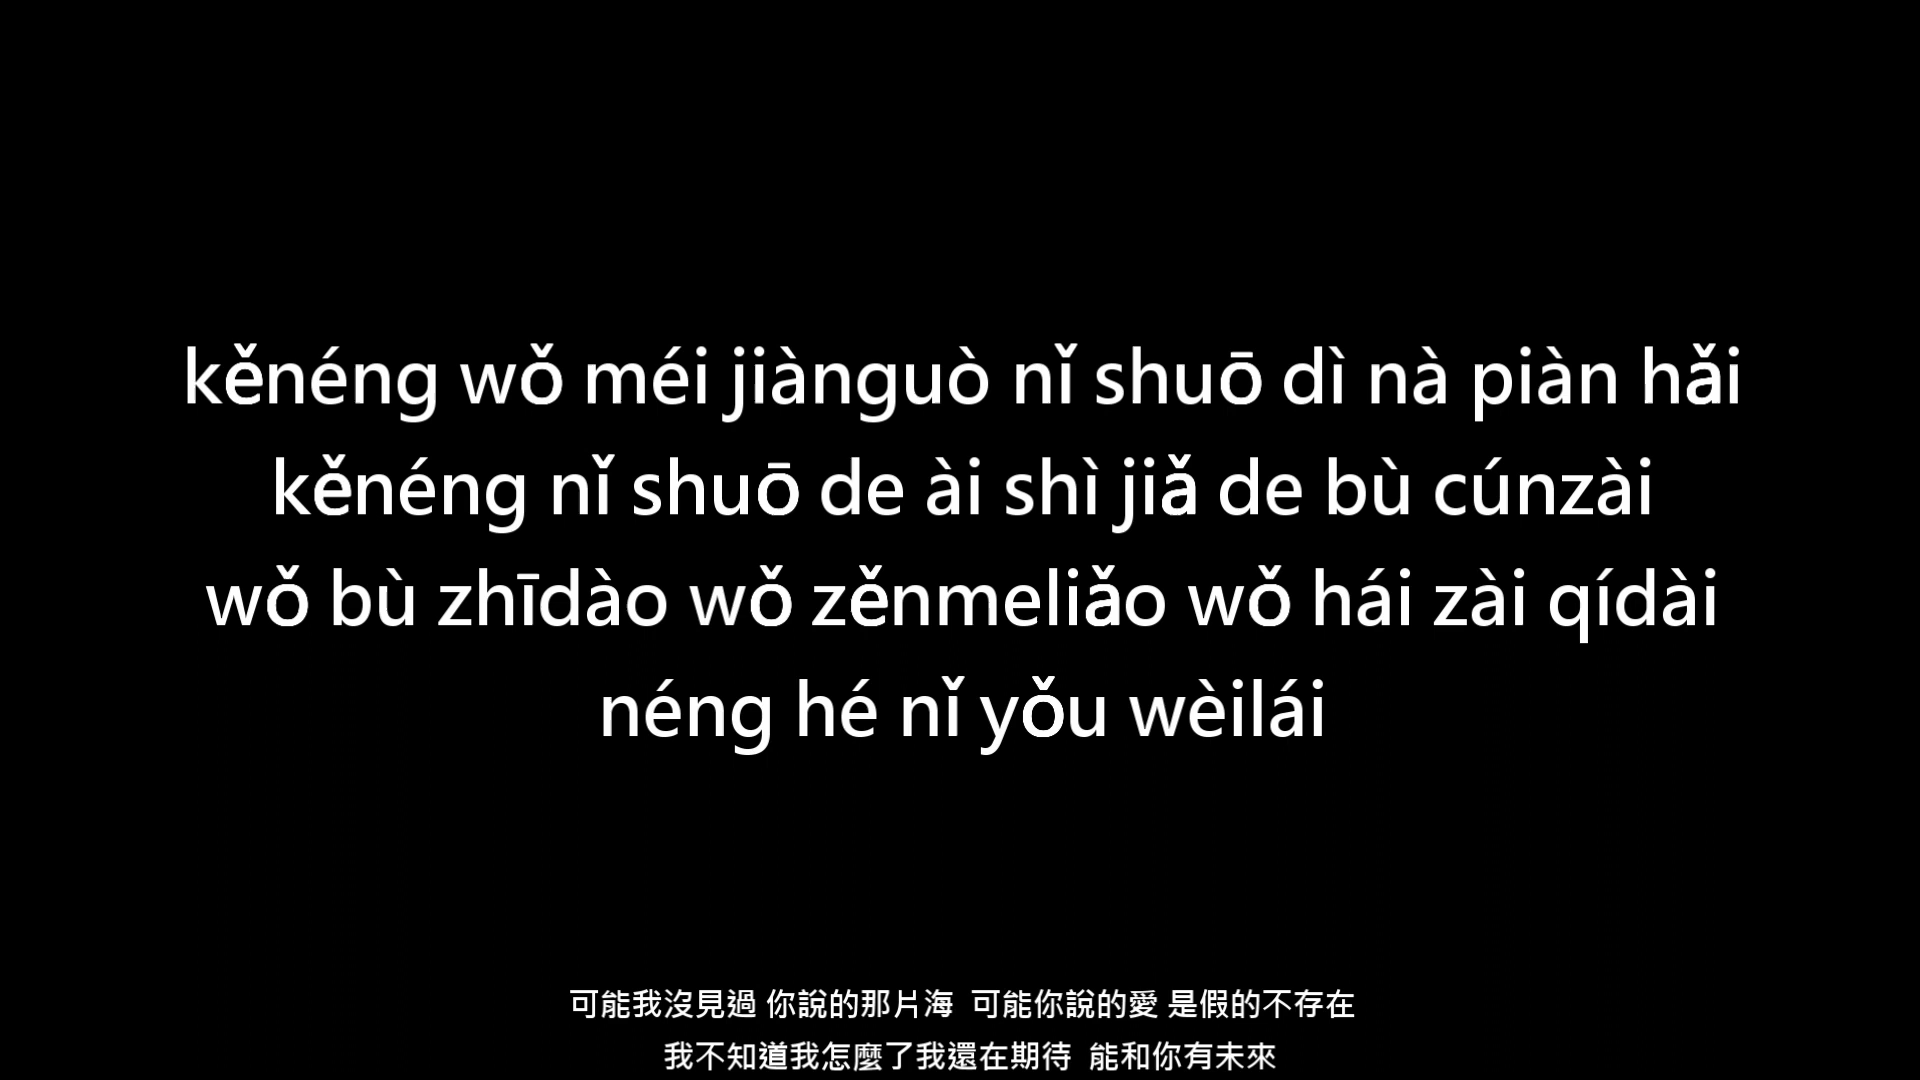 kěnéng wǒ méi jiànguò nǐ shuō dì nà piàn hǎi
kěnéng nǐ shuō de ài shì jiǎ de bù cúnzài
wǒ bù zhīdào wǒ zěnmeliǎo wǒ hái zài qídài
néng hé nǐ yǒu wèilái
可能我沒見過 你說的那片海 可能你說的愛 是假的不存在
我不知道我怎麼了我還在期待 能和你有未來